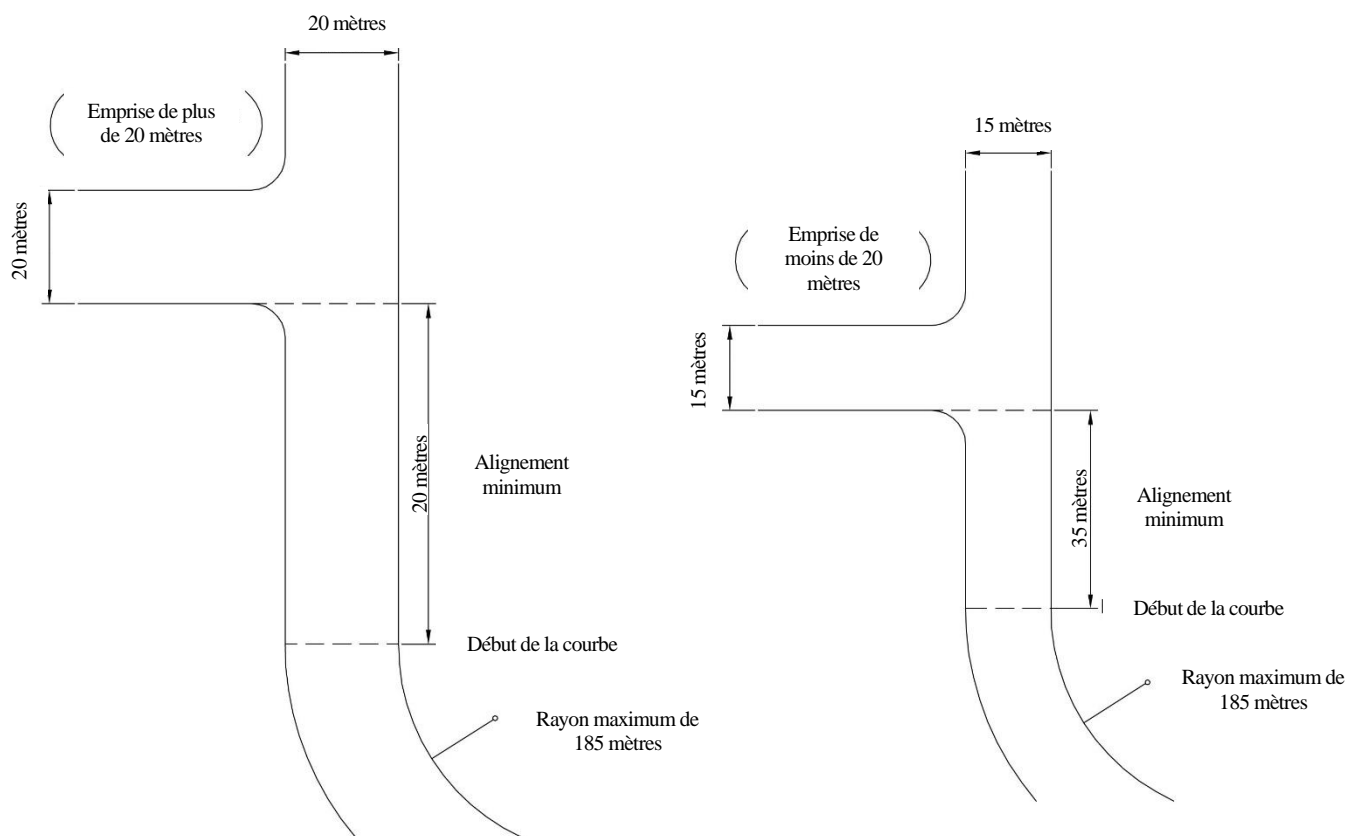 20 mètres
Emprise de plus
de 20 mètres
20 mètres
20 mètres
Alignement
minimum
Début de la courbe
Rayon maximum de
185 mètres
15 mètres
Emprise de
moins de 20
mètres
15 mètres
35 mètres
Alignement
minimum
Début de la courbe
Rayon maximum de
185 mètres